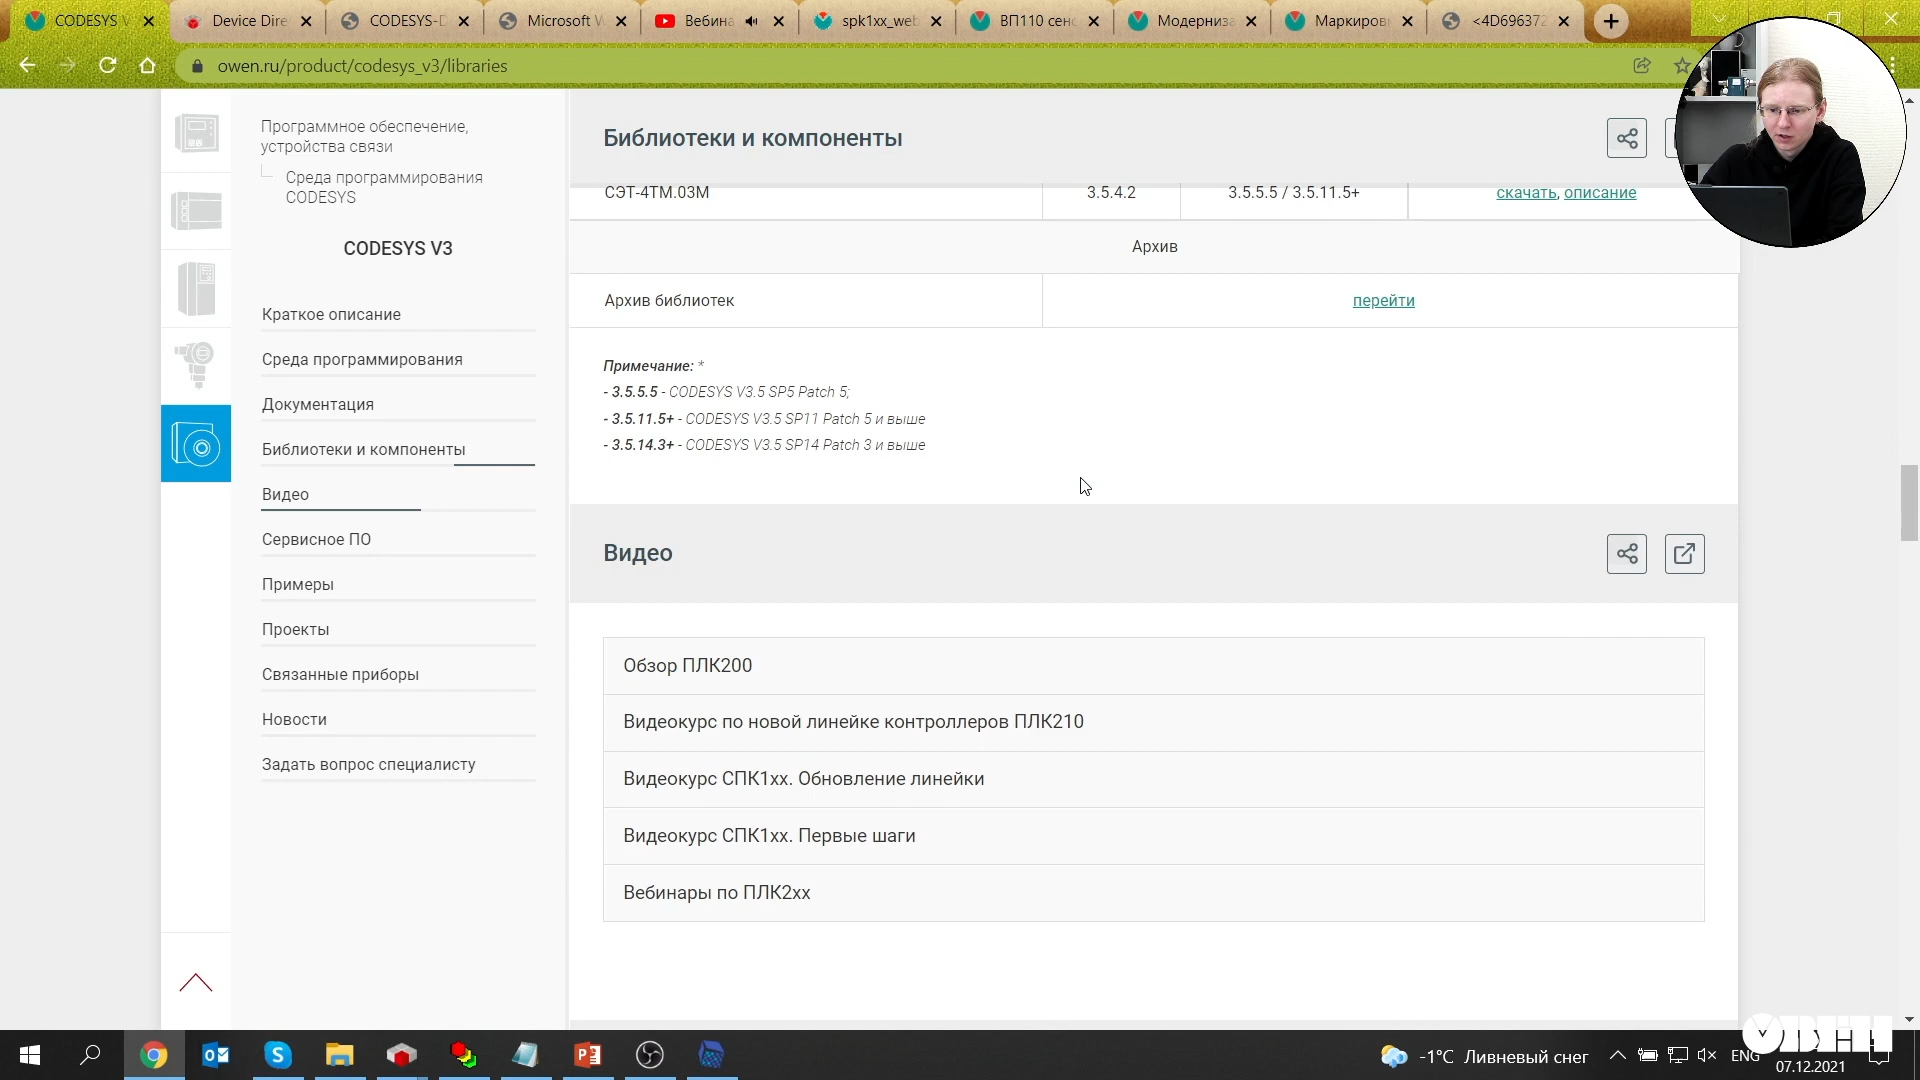 CODESYS V
Device Dire
CODESYS-D
Microsoft W
Вебина
spk1xx_web
ВП110 сенс
Модерниза
Маркировк
<4D696372
owen.ru/product/codesys_v3/libraries
Программное обеспечение,
устройства связи
Среда программирования
CODESYS
CODESYS V3
Краткое описание
Среда программирования
Документация
Библиотеки и компоненты
Видео
Сервисное ПО
Примеры
Проекты
Связанные приборы
Новости
Задать вопрос специалисту
Библиотеки и компоненты
СЭТ-4ТМ.03М 3.5.4.2 3.5.5.5 / 3.5.11.5+ скачать, описание
Архив
Архив библиотек перейти
Примечание: *
- 3.5.5.5 - CODESYS V3.5 SP5 Patch 5;
- 3.5.11.5+ - CODESYS V3.5 SP11 Patch 5 и выше
- 3.5.14.3+ - CODESYS V3.5 SP14 Patch 3 и выше
Видео
Обзор ПЛК200
Видеокурс по новой линейке контроллеров ПЛК210
Видеокурс СПК1хх. Обновление линейки
Видеокурс СПК1хх. Первые шаги
Вебинары по ПЛК2хх
-1°C Ливневый снег
ENG
07.12.2021
ОВЕН